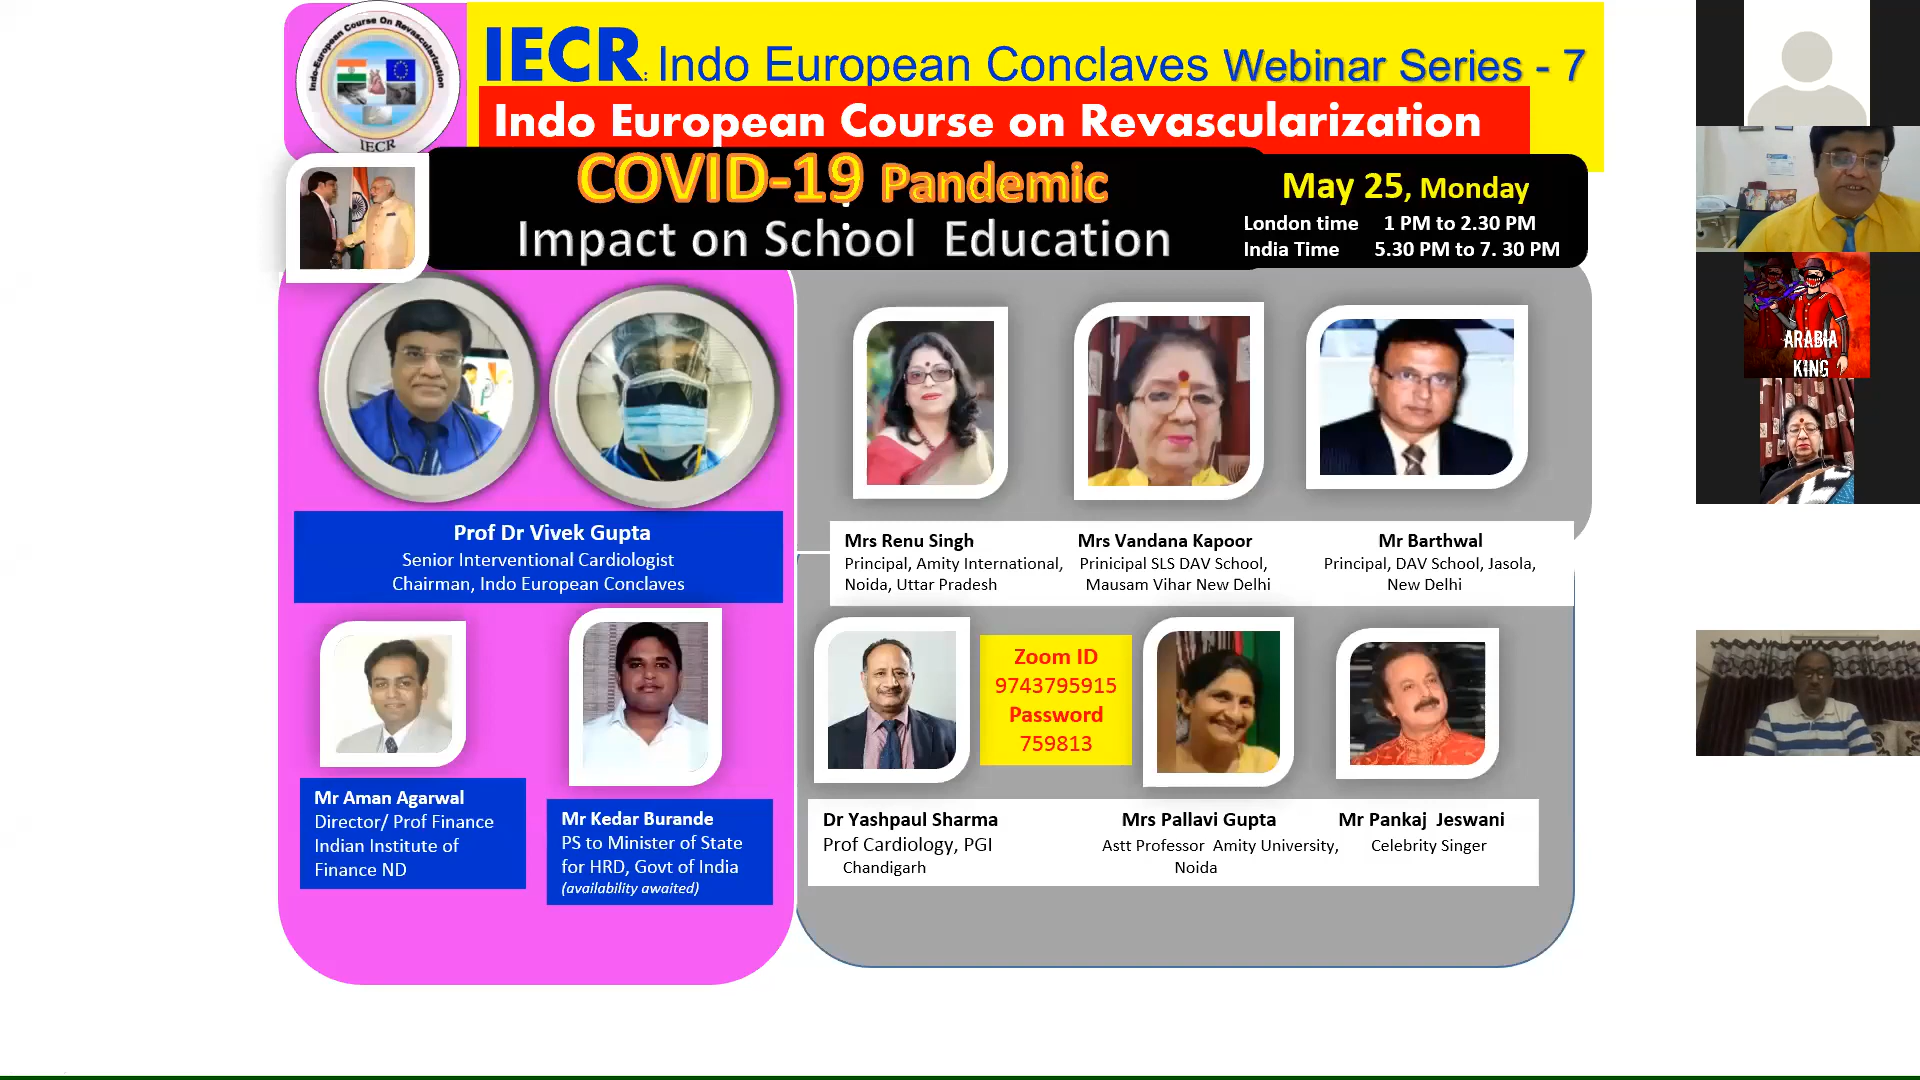 Indo-European Course On Revascularization
IECR
IECR: Indo European Conclaves Webinar Series - 7
Indo European Course on Revascularization
COVID-19 Pandemic
Impact on School Education
May 25, Monday
London time 1 PM to 2.30 PM
India Time 5.30 PM to 7. 30 PM
Prof Dr Vivek Gupta
Senior Interventional Cardiologist
Chairman, Indo European Conclaves
Mr Aman Agarwal
Director/ Prof Finance
Indian Institute of
Finance ND
Mr Kedar Burande
PS to Minister of State
for HRD, Govt of India
(availability awaited)
Mrs Renu Singh
Principal, Amity International,
Noida, Uttar Pradesh
Mrs Vandana Kapoor
Prinicipal SLS DAV School,
Mausam Vihar New Delhi
Mr Barthwal
Principal, DAV School, Jasola,
New Delhi
Dr Yashpaul Sharma
Prof Cardiology, PGI
Chandigarh
Zoom ID
9743795915
Password
759813
Mrs Pallavi Gupta
Astt Professor Amity University,
Noida
Mr Pankaj Jeswani
Celebrity Singer
ARABIA
KING